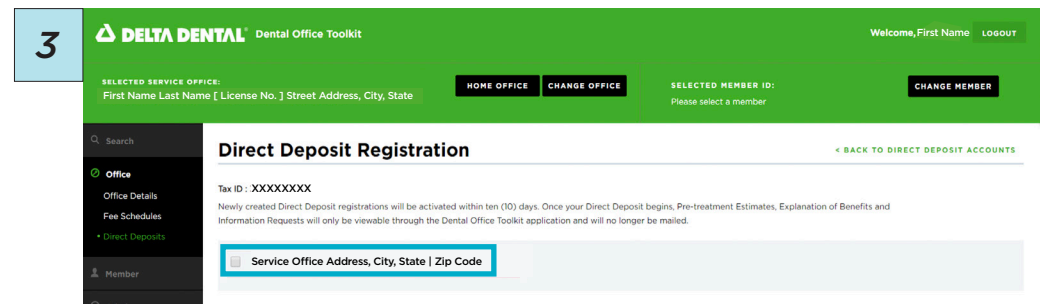 3
DELTA DENTAL® Dental Office Toolkit
Welcome, First Name LOGOUT
SELECTED SERVICE OFFICE:
First Name Last Name [ License No. ] Street Address, City, State
HOME OFFICE CHANGE OFFICE
SELECTED MEMBER ID:
Please select a member
CHANGE MEMBER
Search
Office
Office Details
Fee Schedules
• Direct Deposits
Member
Direct Deposit Registration
< BACK TO DIRECT DEPOSIT ACCOUNTS
Tax ID : XXXXXXXX
Newly created Direct Deposit registrations will be activated within ten (10) days. Once your Direct Deposit begins, Pre-treatment Estimates, Explanation of Benefits and
Information Requests will only be viewable through the Dental Office Toolkit application and will no longer be mailed.
Service Office Address, City, State | Zip Code